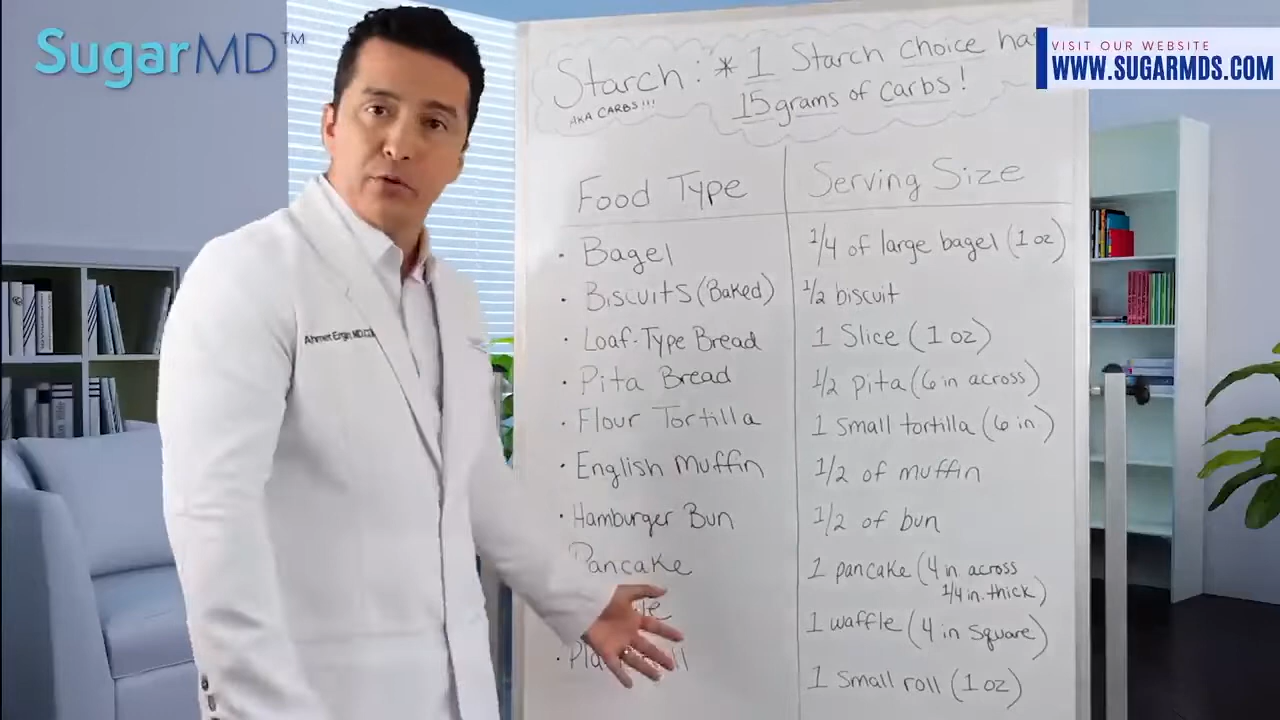 SugarMD™
VISIT OUR WEBSITE
WWW.SUGARMDS.COM
Starch: * 1 Starch choice has
AKA CARBS!!!
15 grams of carbs!
Food Type Serving Size
· Bagel 1/4 of large bagel (1 oz)
· Biscuits (Baked) 1/2 biscuit
· Loaf-Type Bread 1 Slice (1 oz)
· Pita Bread 1/2 pita (6 in across)
· Flour Tortilla 1 small tortilla (6 in)
· English Muffin 1/2 of muffin
· Hamburger Bun 1/2 of bun
Pancake 1 pancake (4 in across
1/4 in. thick)
1 waffle (4 in square)
1 small roll (1 oz)
Ahmet Ergin, MD,